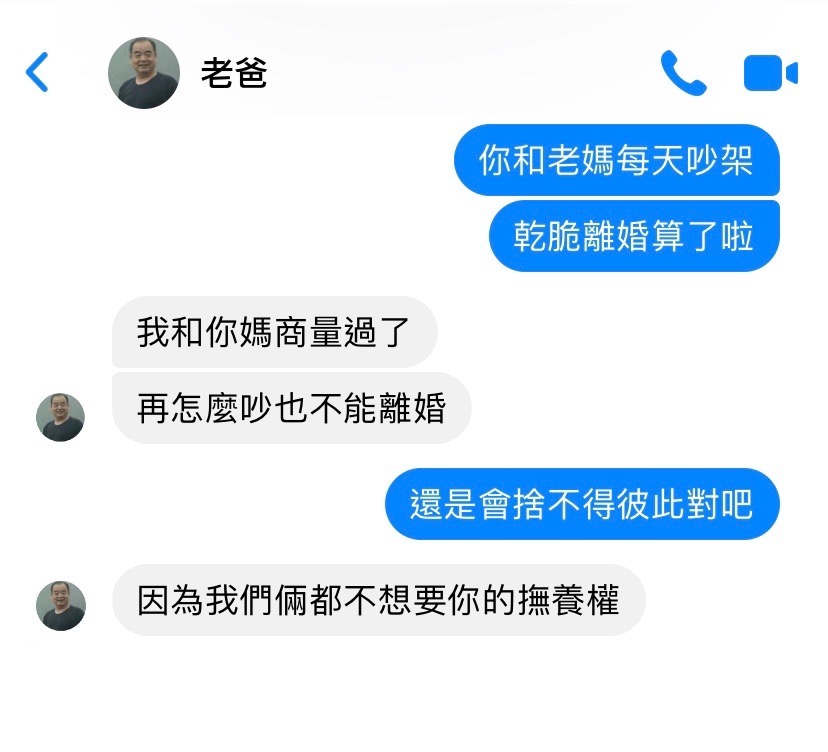 老爸
你和老媽每天吵架
乾脆離婚算了啦
我和你媽商量過了
再怎麼吵也不能離婚
還是會捨不得彼此對吧
因為我們倆都不想要你的撫養權